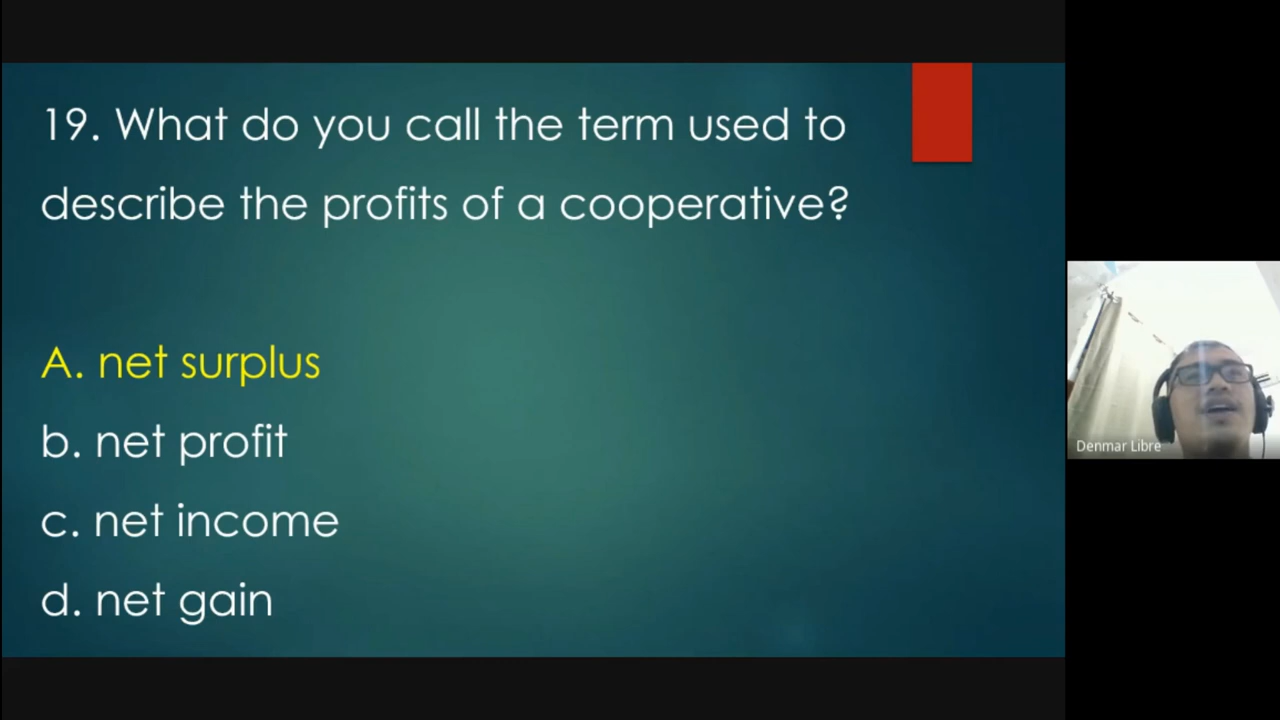 19. What do you call the term used to
describe the profits of a cooperative?
A. net surplus
b. net profit
c. net income
d. net gain
Denmar Libre